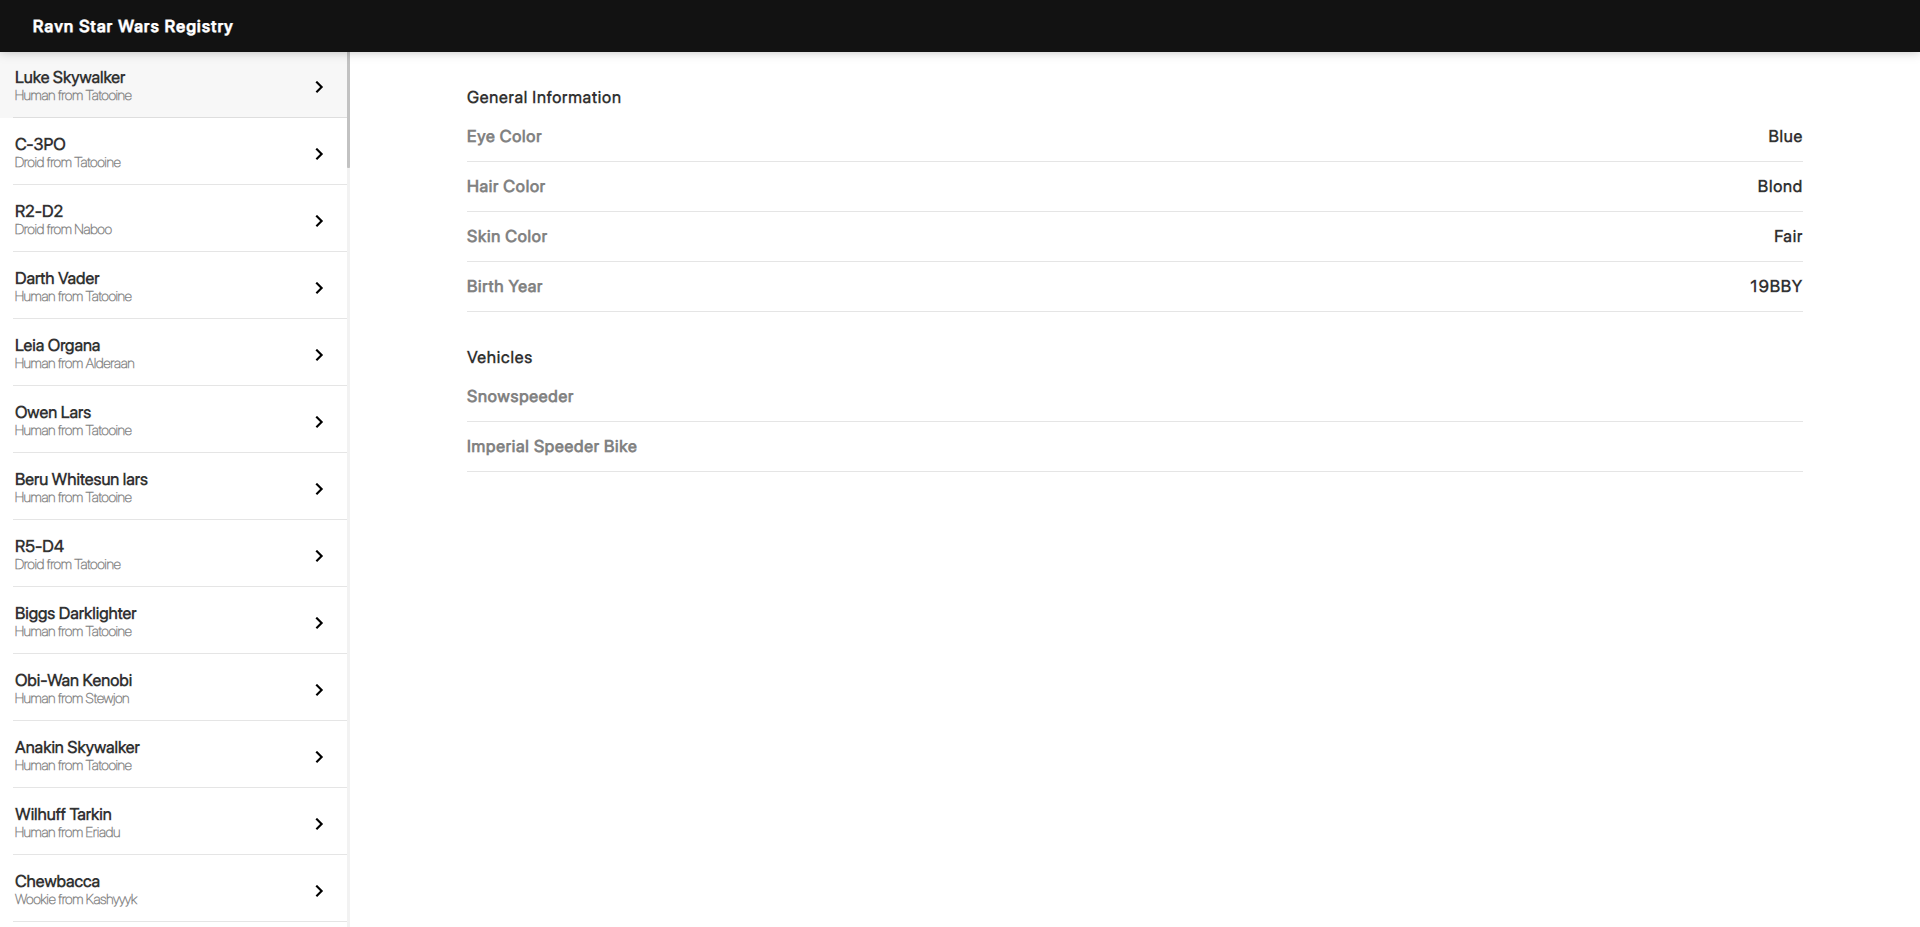 Ravn Star Wars Registry
Luke Skywalker
Human from Tatooine
C-3PO
Droid from Tatooine
R2-D2
Droid from Naboo
Darth Vader
Human from Tatooine
Leia Organa
Human from Alderaan
Owen Lars
Human from Tatooine
Beru Whitesun lars
Human from Tatooine
R5-D4
Droid from Tatooine
Biggs Darklighter
Human from Tatooine
Obi-Wan Kenobi
Human from Stewjon
Anakin Skywalker
Human from Tatooine
Wilhuff Tarkin
Human from Eriadu
Chewbacca
Wookie from Kashyyyk
General Information
Eye Color Blue
Hair Color Blond
Skin Color Fair
Birth Year 19BBY
Vehicles
Snowspeeder
Imperial Speeder Bike